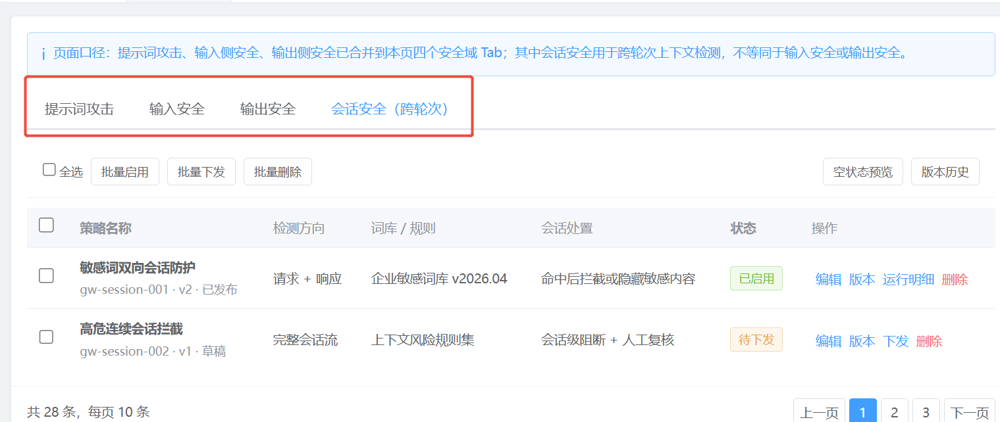 i 页面口径：提示词攻击、输入侧安全、输出侧安全已合并到本页四个安全域 Tab；其中会话安全用于跨轮次上下文检测，不等同于输入安全或输出安全。
提示词攻击 输入安全 输出安全 会话安全（跨轮次）
全选 批量启用 批量下发 批量删除 空状态预览 版本历史
策略名称 检测方向 词库 / 规则 会话处置 状态 操作
敏感词双向会话防护
gw-session-001 · v2 · 已发布
请求 + 响应 企业敏感词库 v2026.04 命中后拦截或隐藏敏感内容 已启用 编辑 版本 运行明细 删除
高危连续会话拦截
gw-session-002 · v1 · 草稿
完整会话流 上下文风险规则集 会话级阻断 + 人工复核 待下发 编辑 版本 下发 删除
共 28 条，每页 10 条 上一页 1 2 3 下一页